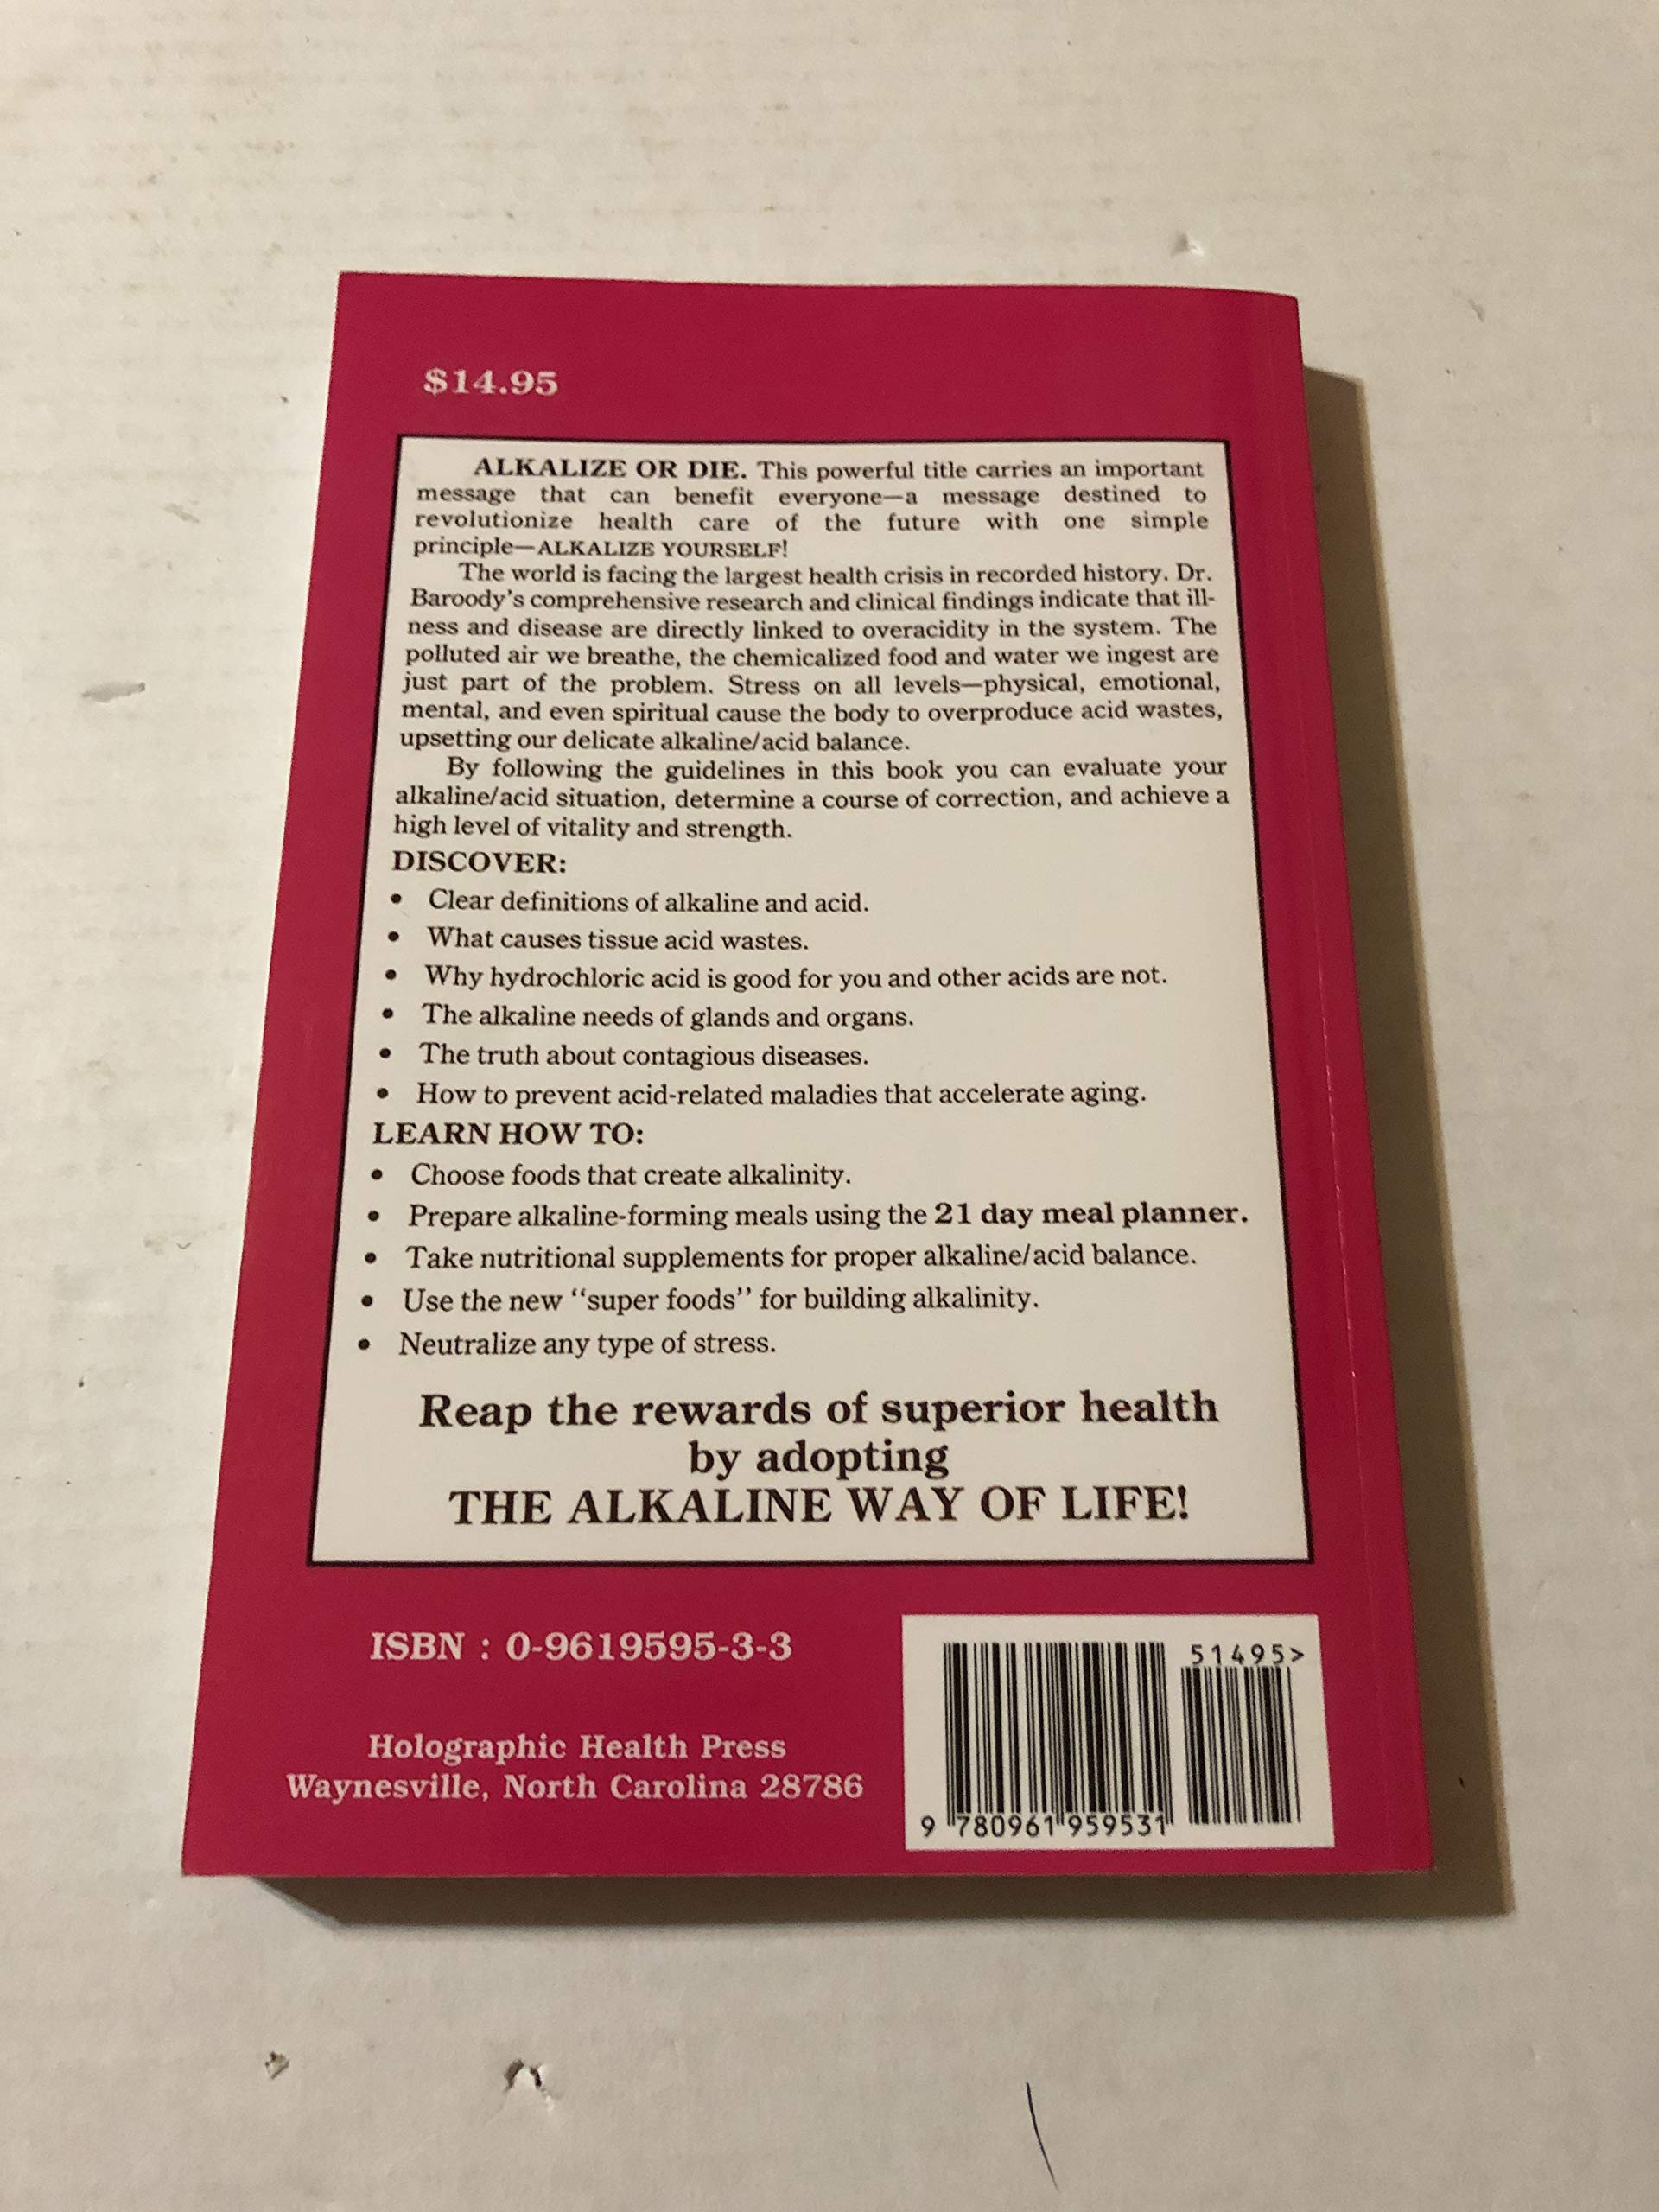 $14.95
ALKALIZE OR DIE. This powerful title carries an important
message that can benefit everyone—a message destined to
revolutionize health care of the future with one simple
principle—ALKALIZE YOURSELF!
The world is facing the largest health crisis in recorded history. Dr.
Baroody's comprehensive research and clinical findings indicate that ill-
ness and disease are directly linked to overacidity in the system. The
polluted air we breathe, the chemicalized food and water we ingest are
just part of the problem. Stress on all levels—physical, emotional,
mental, and even spiritual cause the body to overproduce acid wastes,
upsetting our delicate alkaline/acid balance.
By following the guidelines in this book you can evaluate your
alkaline/acid situation, determine a course of correction, and achieve a
high level of vitality and strength.
DISCOVER:
• Clear definitions of alkaline and acid.
• What causes tissue acid wastes.
• Why hydrochloric acid is good for you and other acids are not.
• The alkaline needs of glands and organs.
• The truth about contagious diseases.
• How to prevent acid-related maladies that accelerate aging.
LEARN HOW TO:
• Choose foods that create alkalinity.
• Prepare alkaline-forming meals using the 21 day meal planner.
• Take nutritional supplements for proper alkaline/acid balance.
• Use the new "super foods" for building alkalinity.
• Neutralize any type of stress.
Reap the rewards of superior health
by adopting
THE ALKALINE WAY OF LIFE!
ISBN : 0-9619595-3-3
Holographic Health Press
Waynesville, North Carolina 28786
51495>
9 780961 959531